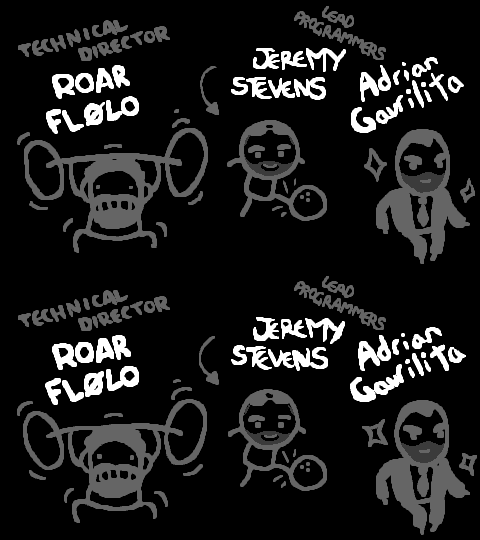 TECHNICAL
DIRECTOR
ROAR
FLØLO
LEAD
PROGRAMMERS
JEREMY
STEVENS
Adrian
Gavrilita
TECHNICAL
DIRECTOR
ROAR
FLØLO
LEAD
PROGRAMMERS
JEREMY
STEVENS
Adrian
Gavrilita